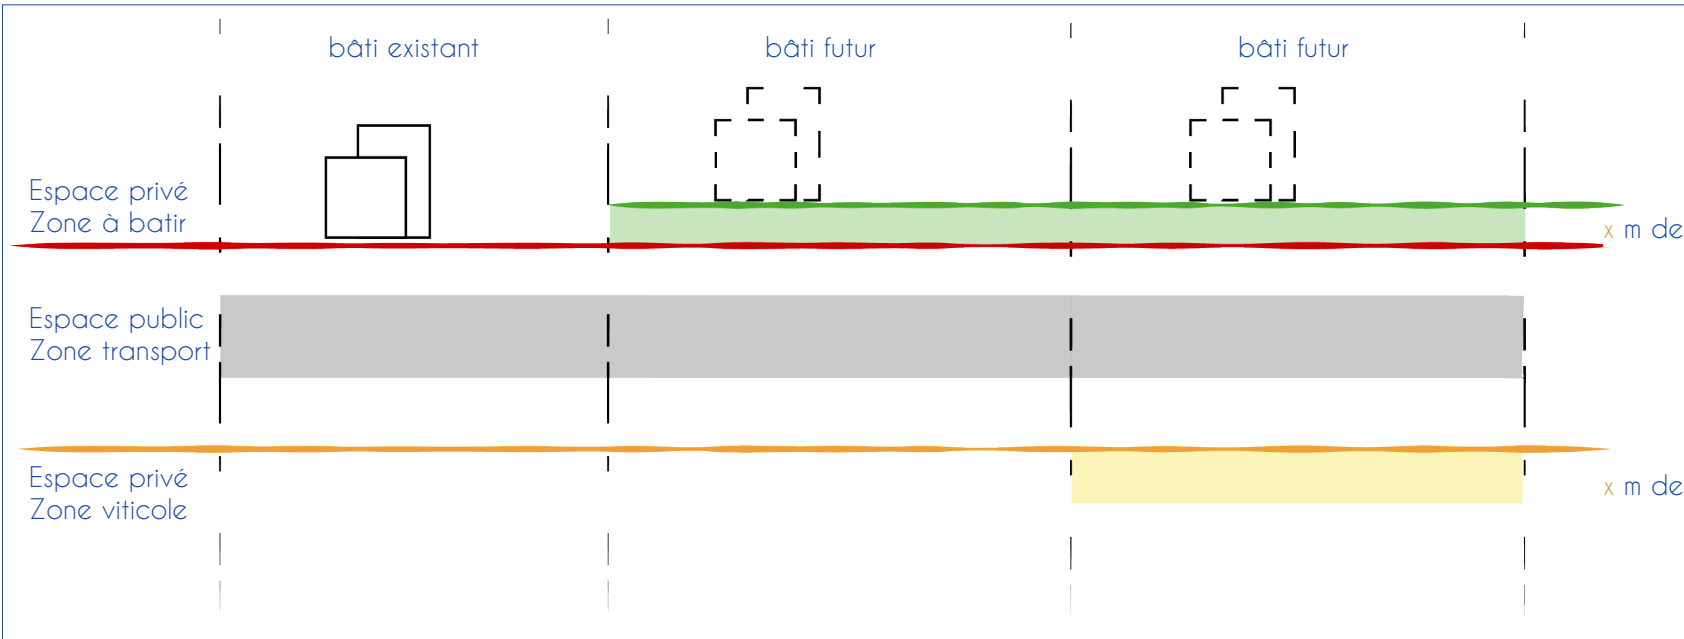 bâti existant
bâti futur
bâti futur
Espace privé
Zone à batir
x m de
Espace public
Zone transport
Espace privé
Zone viticole
x m de